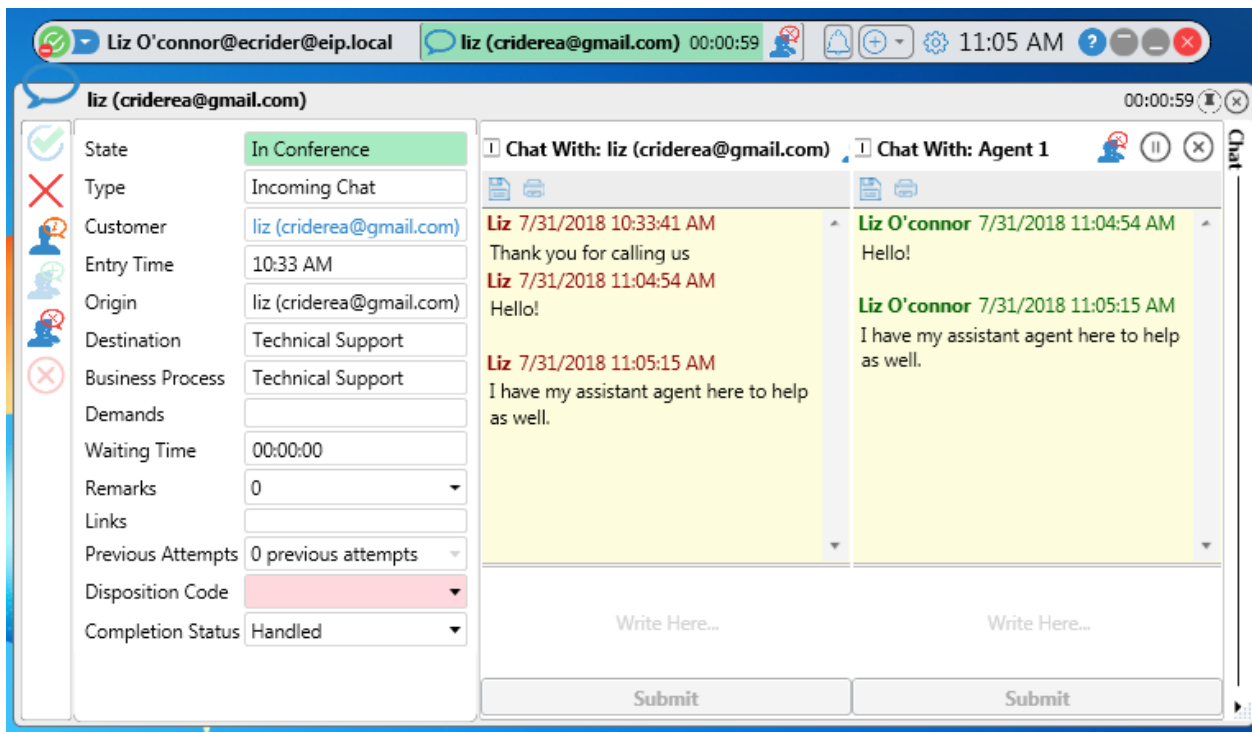 Liz O'connor@ecrider@eip.local liz (criderea@gmail.com) 00:00:59 11:05 AM ?
liz (criderea@gmail.com) 00:00:59
State In Conference
Type Incoming Chat
Customer liz (criderea@gmail.com)
Entry Time 10:33 AM
Origin liz (criderea@gmail.com)
Destination Technical Support
Business Process Technical Support
Demands
Waiting Time 00:00:00
Remarks 0
Links
Previous Attempts 0 previous attempts
Disposition Code
Completion Status Handled
Chat With: liz (criderea@gmail.com)
Liz 7/31/2018 10:33:41 AM
Thank you for calling us
Liz 7/31/2018 11:04:54 AM
Hello!
Liz 7/31/2018 11:05:15 AM
I have my assistant agent here to help
as well.
Write Here...
Submit
Chat With: Agent 1
Liz O'connor 7/31/2018 11:04:54 AM
Hello!
Liz O'connor 7/31/2018 11:05:15 AM
I have my assistant agent here to help
as well.
Write Here...
Submit
Chat